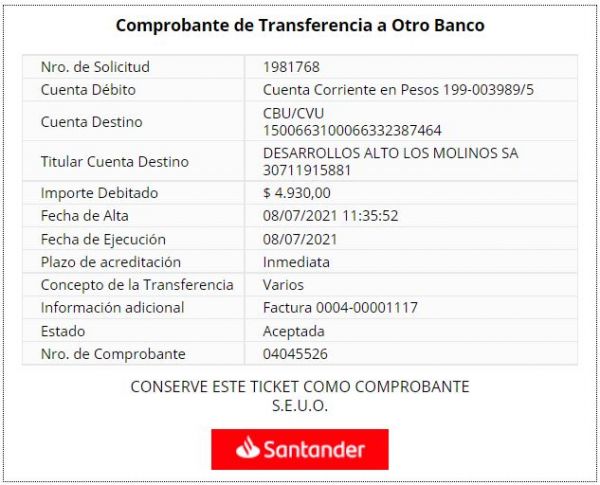 Comprobante de Transferencia a Otro Banco
Nro. de Solicitud 1981768
Cuenta Débito Cuenta Corriente en Pesos 199-003989/5
Cuenta Destino CBU/CVU
1500663100066332387464
Titular Cuenta Destino DESARROLLOS ALTO LOS MOLINOS SA
30711915881
Importe Debitado $ 4.930,00
Fecha de Alta 08/07/2021 11:35:52
Fecha de Ejecución 08/07/2021
Plazo de acreditación Inmediata
Concepto de la Transferencia Varios
Información adicional Factura 0004-00001117
Estado Aceptada
Nro. de Comprobante 04045526
CONSERVE ESTE TICKET COMO COMPROBANTE
S.E.U.O.
Santander